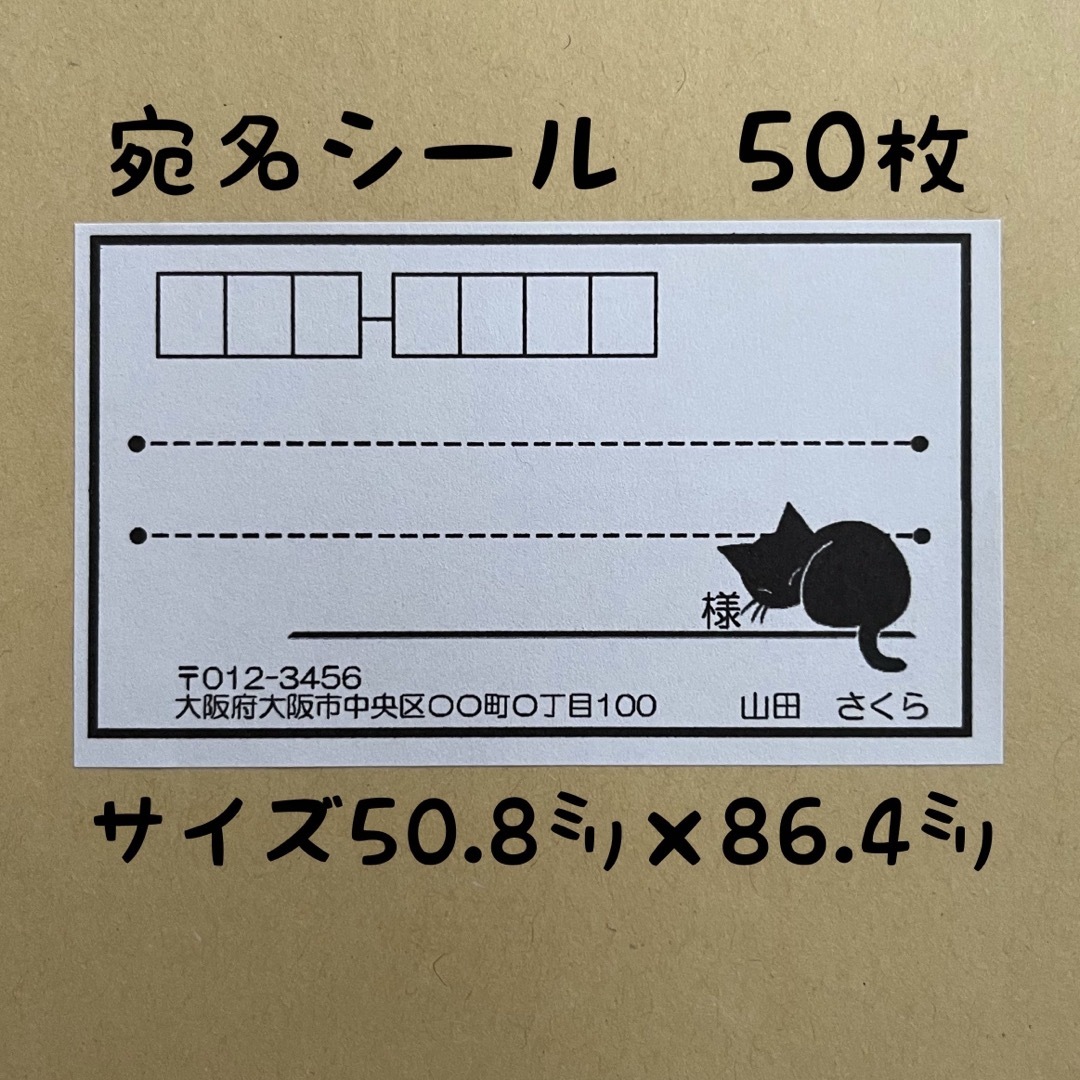 宛名シール　50枚
様
〒012-3456
大阪府大阪市中央区〇〇町〇丁目100　山田　さくら
サイズ50.8ミリ×86.4ミリ